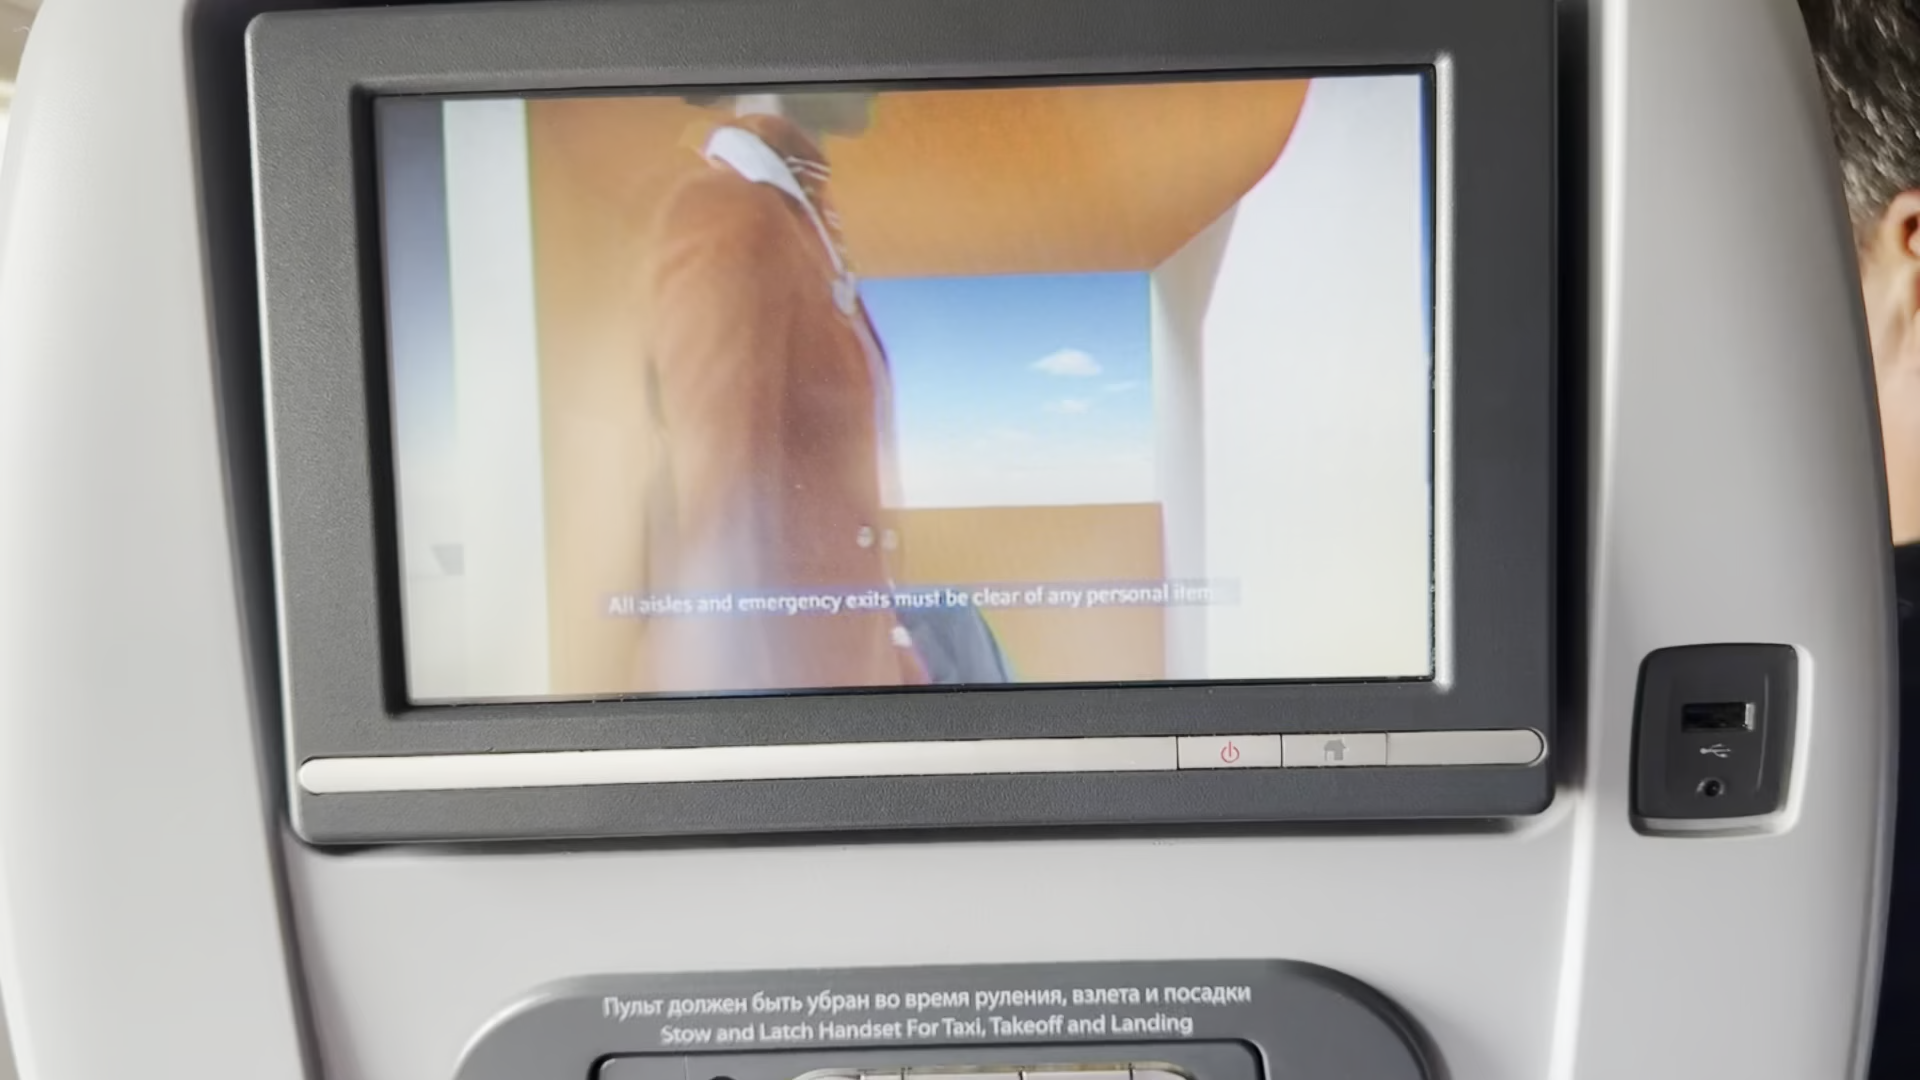 All aisles and emergency exits must be clear of any personal
Пульт должен быть убран во время руления, взлета и посадки
Stow and Latch Handset For Taxi, Takeoff and Landing